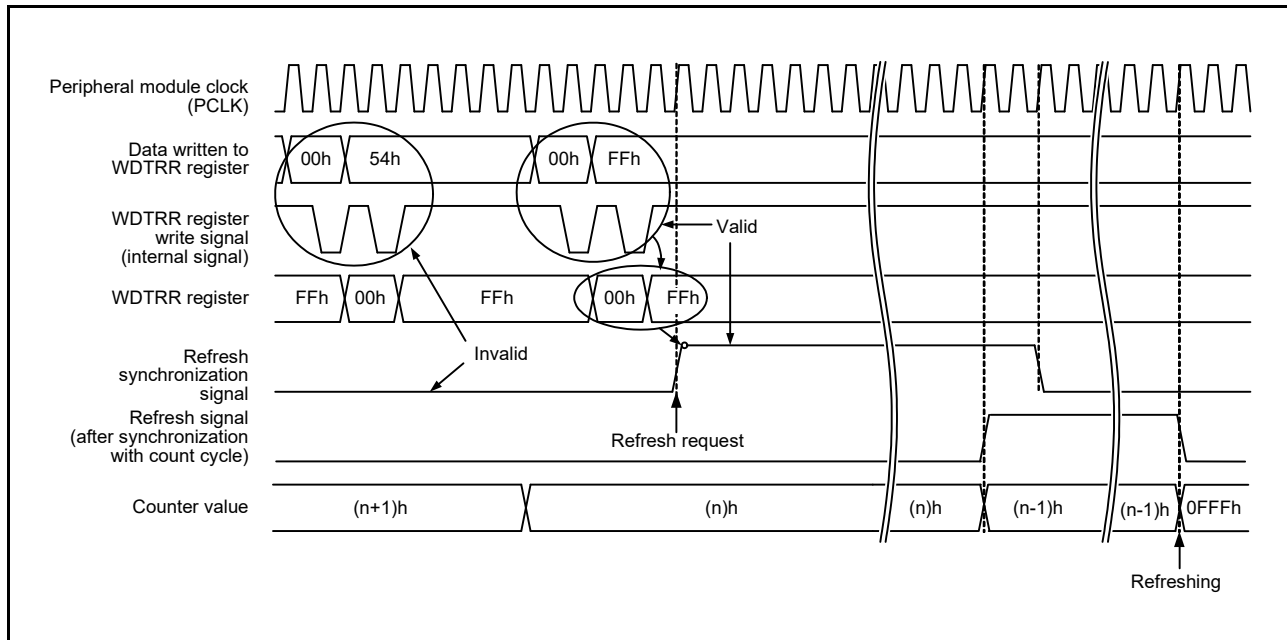 Peripheral module clock
(PCLK)
Data written to
WDTRR register
00h 54h 00h FFh
WDTRR register
write signal
(internal signal)
Valid
WDTRR register
FFh 00h FFh 00h FFh
Invalid
Refresh
synchronization
signal
Refresh signal
(after synchronization
with count cycle)
Refresh request
Counter value
(n+1)h (n)h (n)h (n-1)h (n-1)h 0FFFh
Refreshing